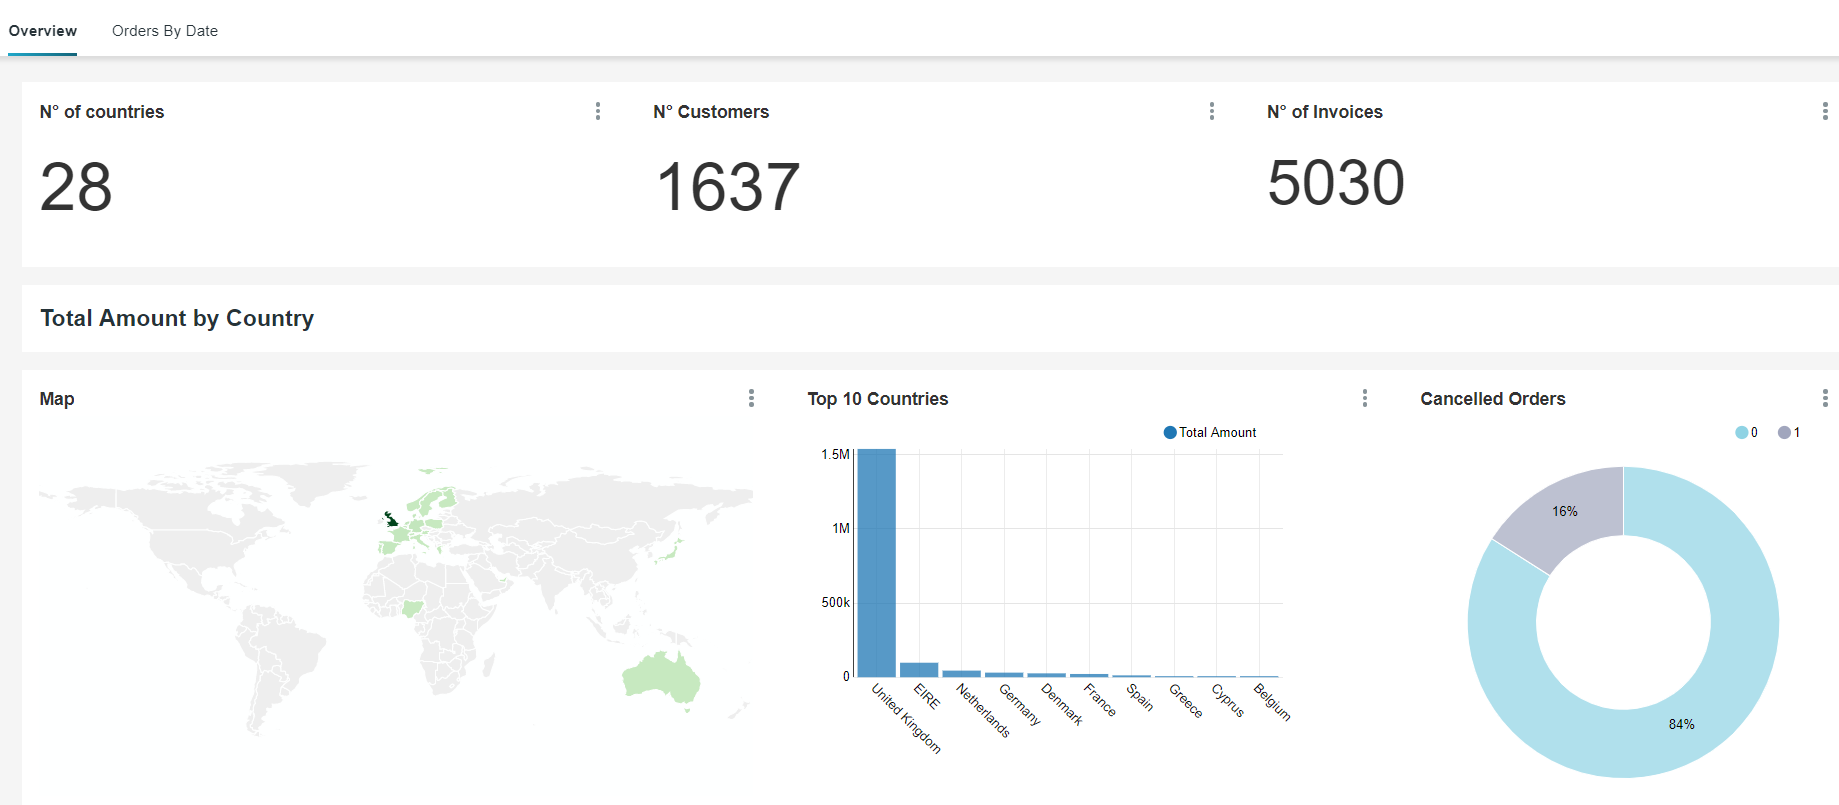 Overview
Orders By Date
N° of countries
N° Customers
N° of Invoices
28
1637
5030
Total Amount by Country
Map
Top 10 Countries
Cancelled Orders
Total Amount
0
1
1.5M
1M
500k
0
United Kingdom
EIRE
Netherlands
Germany
Denmark
France
Spain
Greece
Cyprus
Belgium
16%
84%